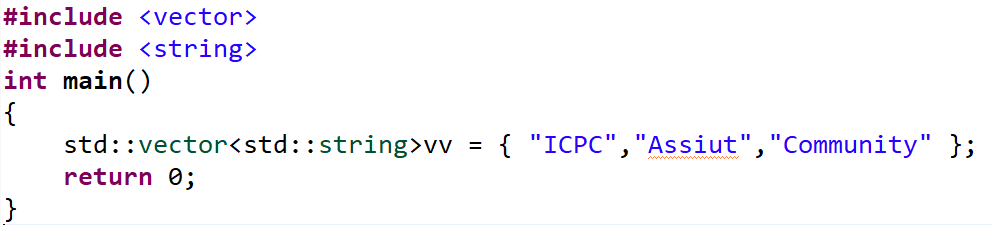 #include <vector>
#include <string>
int main()
{
    std::vector<std::string>vv = { "ICPC","Assiut","Community" };
    return 0;
}